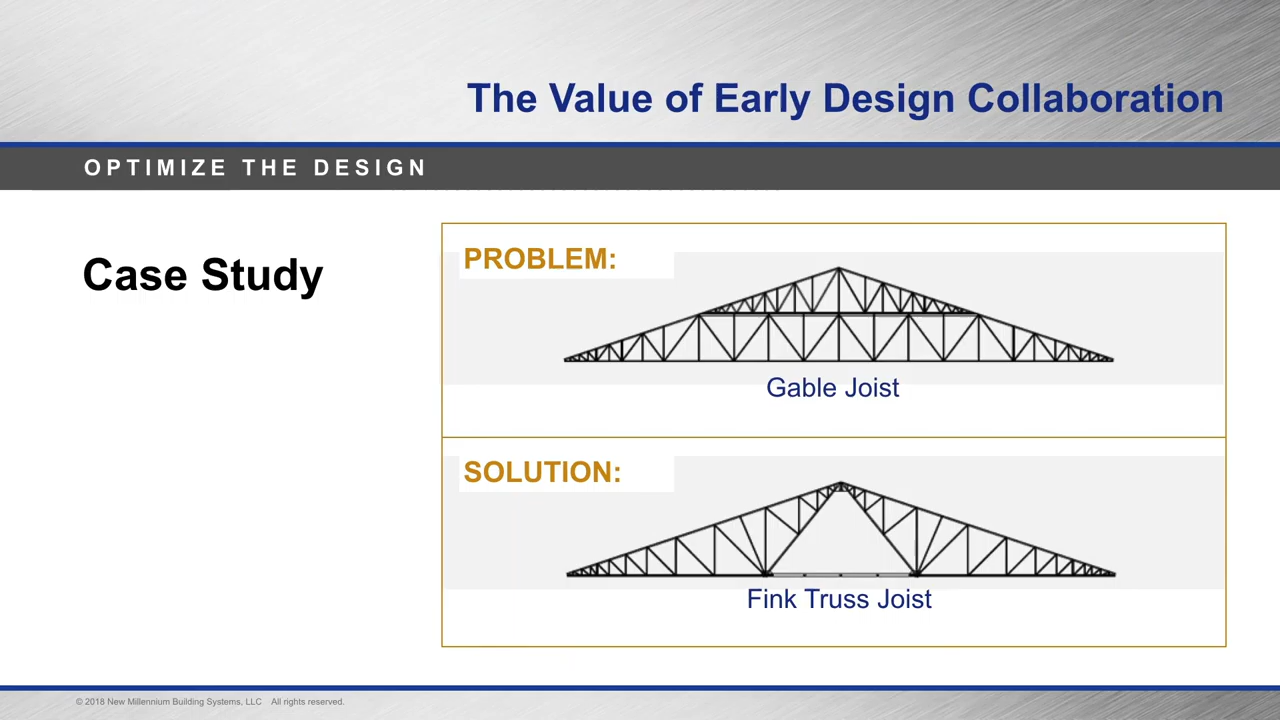 The Value of Early Design Collaboration
OPTIMIZE THE DESIGN
Case Study
PROBLEM:
Gable Joist
SOLUTION:
Fink Truss Joist
© 2018 New Millennium Building Systems, LLC All rights reserved.